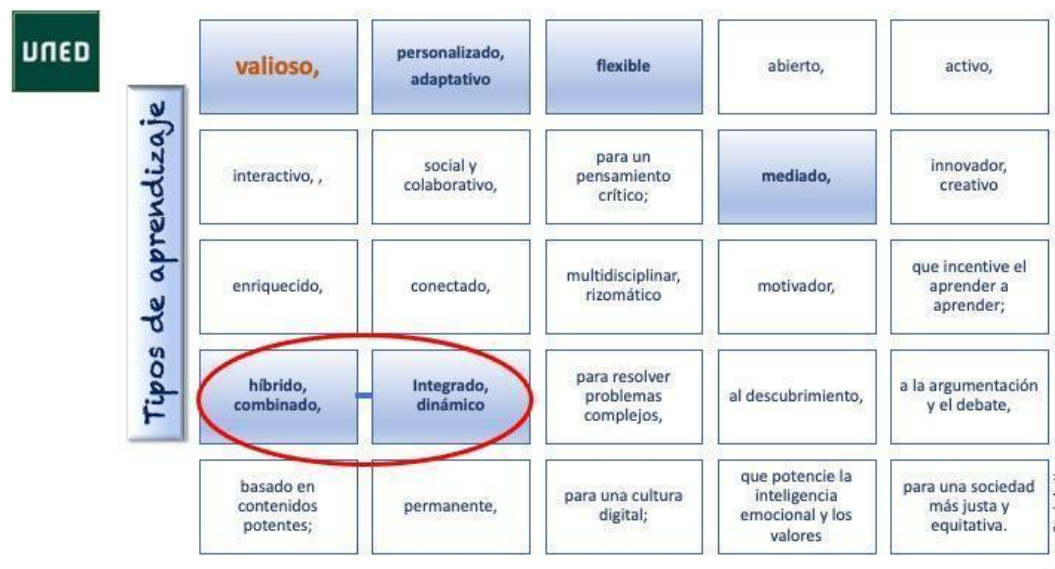 UNED
Tipos de aprendizaje
valioso,
personalizado,
adaptativo
flexible
abierto,
activo,
interactivo, ,
social y
colaborativo,
para un
pensamiento
crítico;
mediado,
innovador,
creativo
enriquecido,
conectado,
multidisciplinar,
rizomático
motivador,
que incentive el
aprender a
aprender;
híbrido,
combinado,
Integrado,
dinámico
para resolver
problemas
complejos,
al descubrimiento,
a la argumentación
y el debate,
basado en
contenidos
potentes;
permanente,
para una cultura
digital;
que potencie la
inteligencia
emocional y los
valores
para una sociedad
más justa y
equitativa.